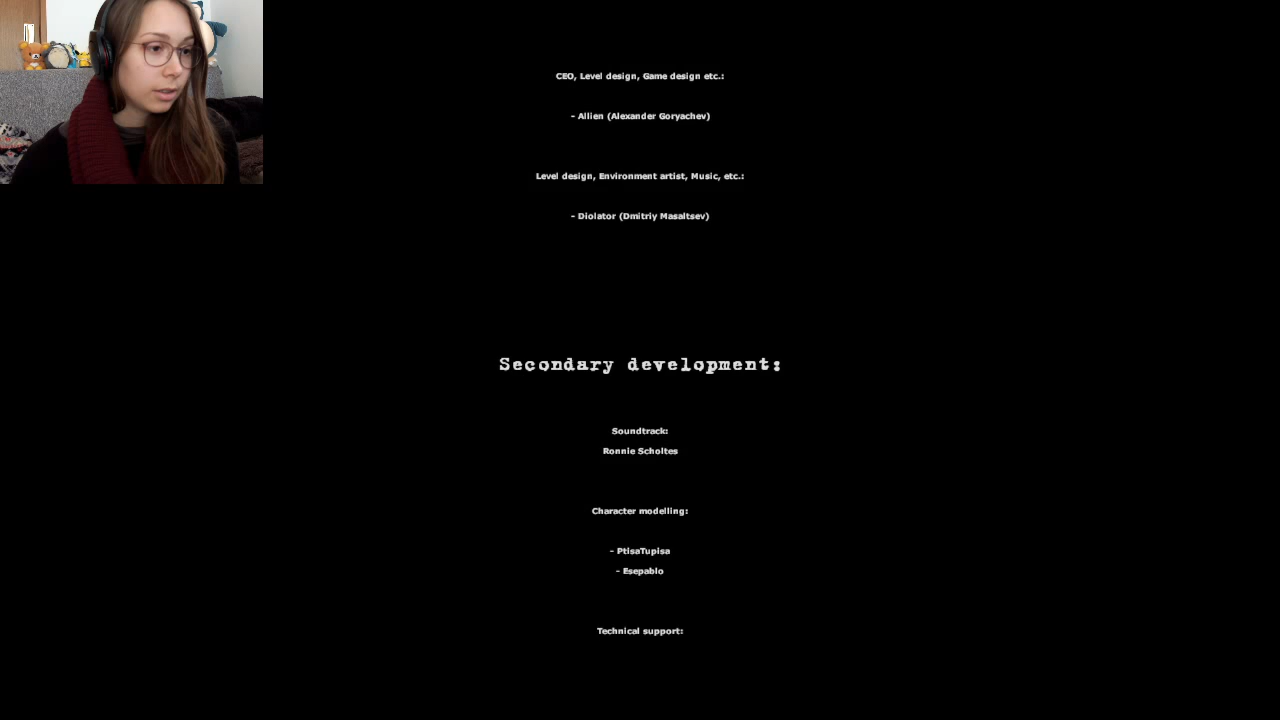 CEO, Level design, Game design etc.:
- Allien (Alexander Goryachev)
Level design, Environment artist, Music, etc.:
- Diolator (Dmitriy Masaltsev)
Secondary development:
Soundtrack:
Ronnie Scholtes
Character modelling:
- PtisaTupisa
- Esepablo
Technical support: